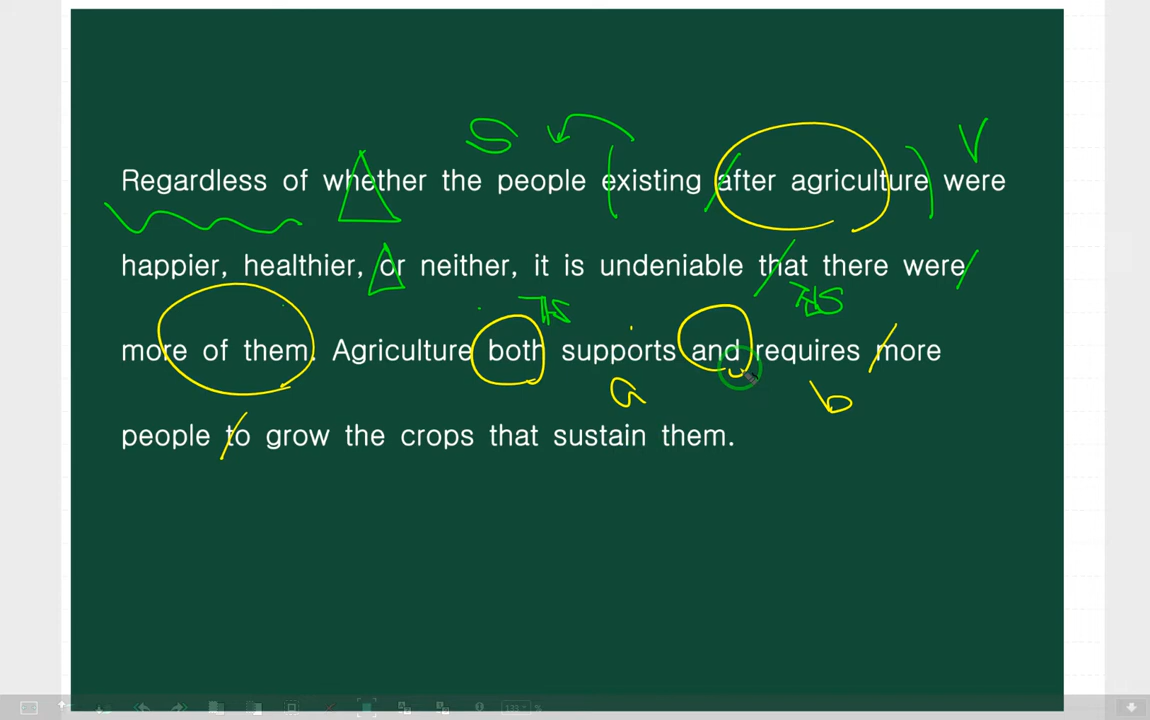 S V
Regardless of whether the people existing after agriculture were
happier, healthier, or neither, it is undeniable that there were
more of them. Agriculture both supports and requires more
a b
people to grow the crops that sustain them.
133 %